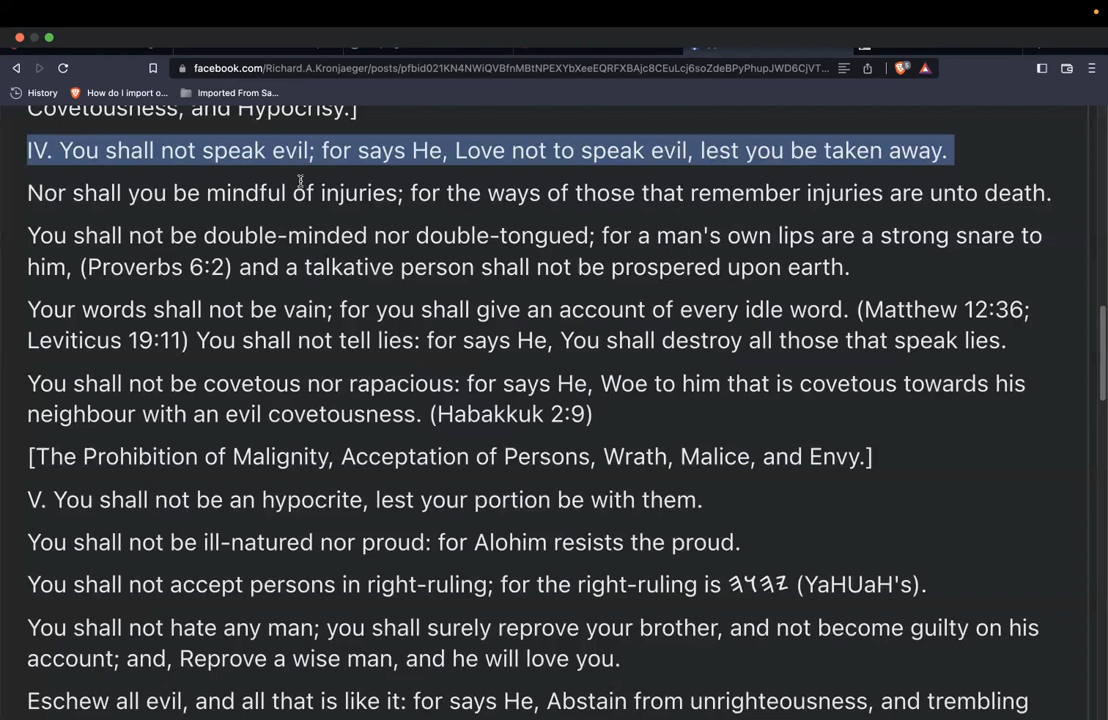 facebook.com/Richard.A.Kronjaeger/posts/pfbid021KN4NWiQVBfnMBtNPEXYbXeeEQRFXBAjc8CEuLcj6soZdeBPyPhupJWD6CjVT...
History How do I import o... Imported From Sa...
Covetousness, and Hypocrisy.]
IV. You shall not speak evil; for says He, Love not to speak evil, lest you be taken away.
Nor shall you be mindful of injuries; for the ways of those that remember injuries are unto death.
You shall not be double-minded nor double-tongued; for a man's own lips are a strong snare to
him, (Proverbs 6:2) and a talkative person shall not be prospered upon earth.
Your words shall not be vain; for you shall give an account of every idle word. (Matthew 12:36;
Leviticus 19:11) You shall not tell lies: for says He, You shall destroy all those that speak lies.
You shall not be covetous nor rapacious: for says He, Woe to him that is covetous towards his
neighbour with an evil covetousness. (Habakkuk 2:9)
[The Prohibition of Malignity, Acceptation of Persons, Wrath, Malice, and Envy.]
V. You shall not be an hypocrite, lest your portion be with them.
You shall not be ill-natured nor proud: for Alohim resists the proud.
You shall not accept persons in right-ruling; for the right-ruling is 𐤉𐤄𐤅𐤄 (YaHUaH's).
You shall not hate any man; you shall surely reprove your brother, and not become guilty on his
account; and, Reprove a wise man, and he will love you.
Eschew all evil, and all that is like it: for says He, Abstain from unrighteousness, and trembling